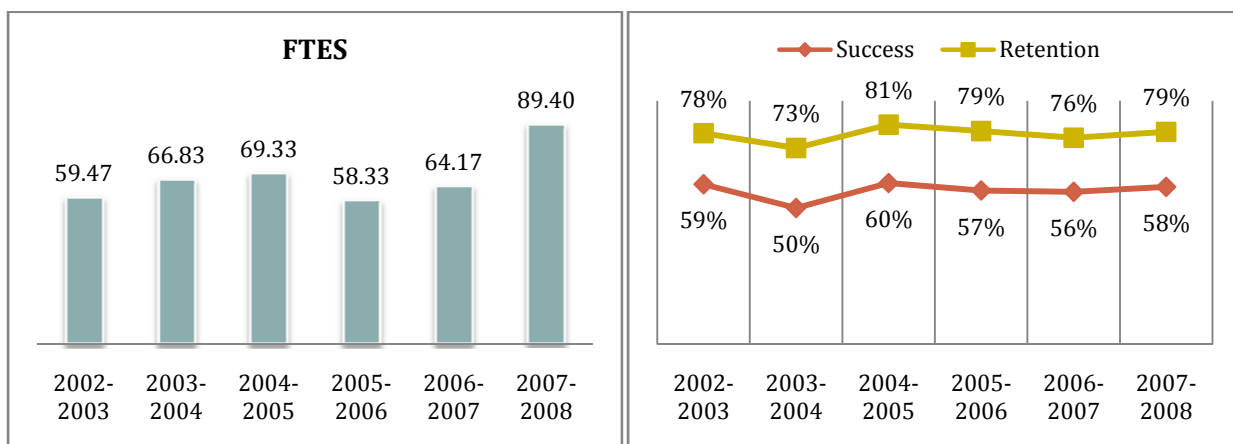 FTES
89.40
69.33
66.83
64.17
59.47
58.33
2002- 2003- 2004- 2005- 2006- 2007-
2003 2004 2005 2006 2007 2008
Success Retention
78% 73% 81% 79% 76% 79%
59% 50% 60% 57% 56% 58%
2002- 2003- 2004- 2005- 2006- 2007-
2003 2004 2005 2006 2007 2008